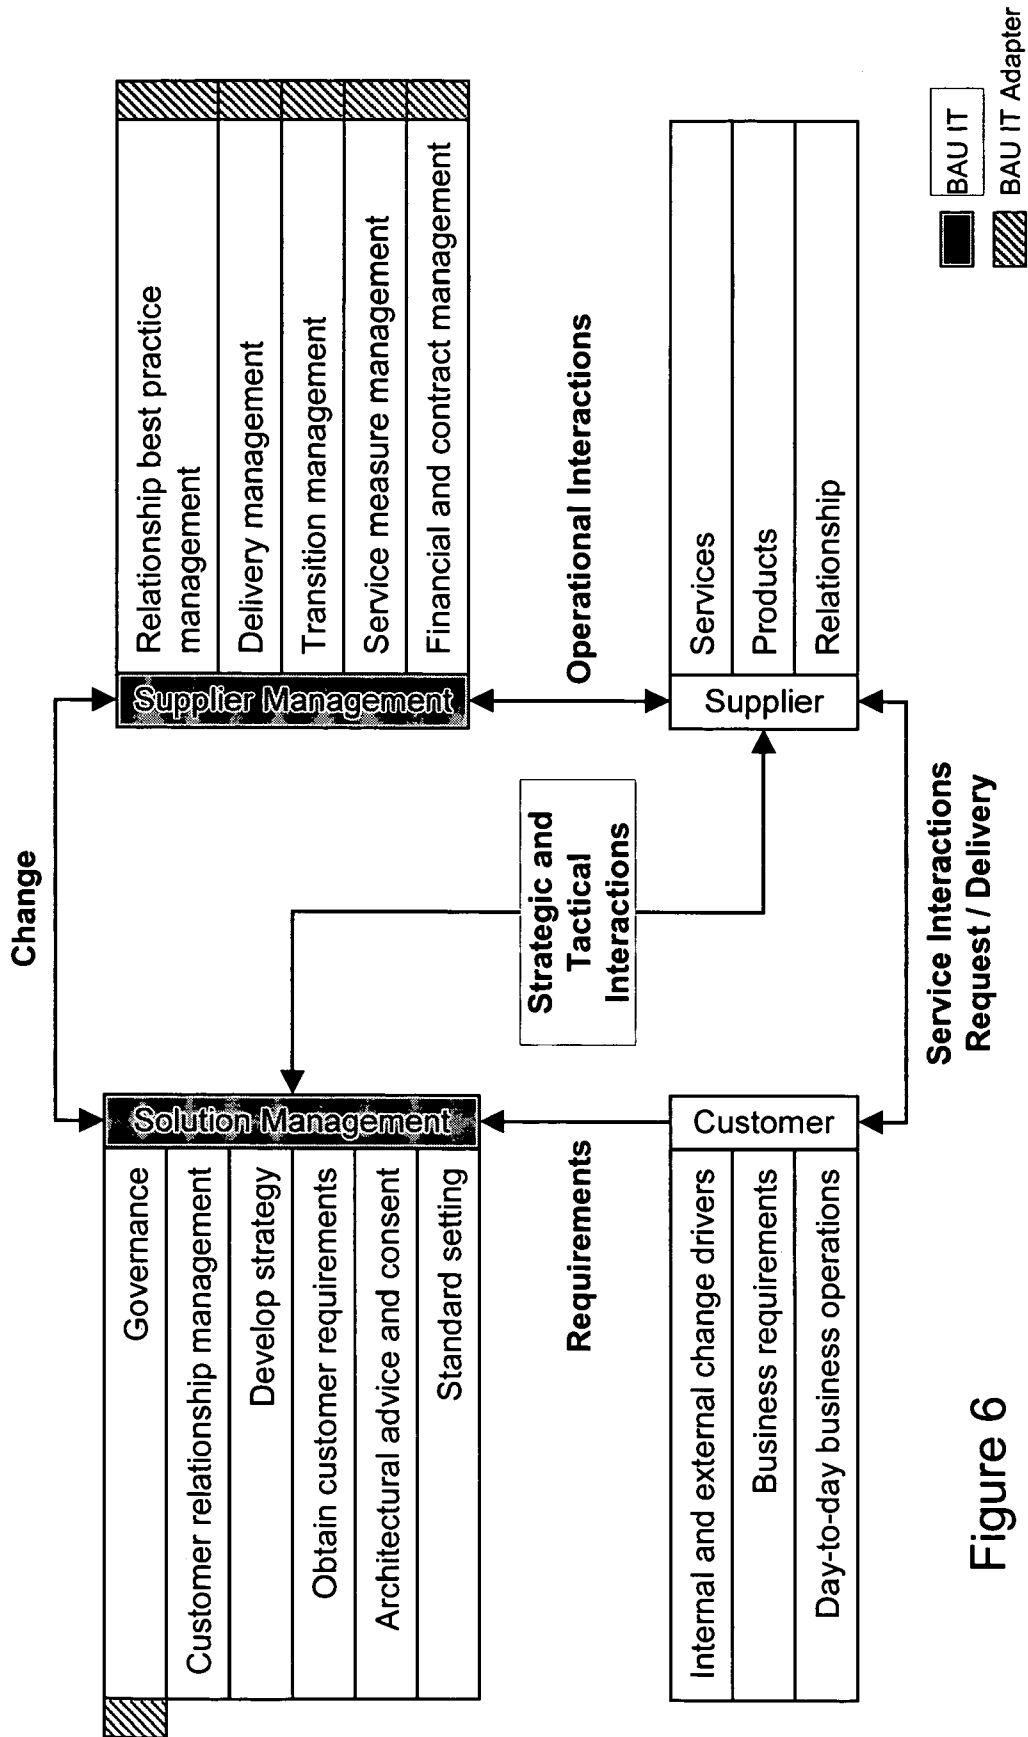 Change
Governance
Customer relationship management
Develop strategy
Obtain customer requirements
Architectural advice and consent
Standard setting
Solution Management
Supplier Management
Relationship best practice
management
Delivery management
Transition management
Service measure management
Financial and contract management
Requirements
Strategic and
Tactical
Interactions
Operational Interactions
Internal and external change drivers
Business requirements
Day-to-day business operations
Customer
Supplier
Services
Products
Relationship
Service Interactions
Request / Delivery
BAU IT
BAU IT Adapter
Figure 6